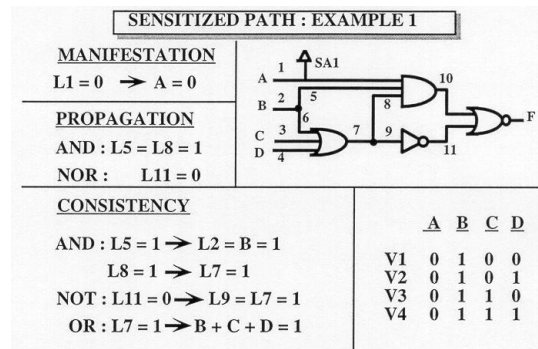 SENSITIZED PATH : EXAMPLE 1
MANIFESTATION
L1 = 0 → A = 0
PROPAGATION
AND : L5 = L8 = 1
NOR : L11 = 0
A 1 SA1 10
B 2 5 8 F
6
C 3 7 9 11
D 4
CONSISTENCY
AND : L5 = 1 → L2 = B = 1
L8 = 1 → L7 = 1
NOT : L11 = 0 → L9 = L7 = 1
OR : L7 = 1 → B + C + D = 1
A B C D
V1 0 1 0 0
V2 0 1 0 1
V3 0 1 1 0
V4 0 1 1 1